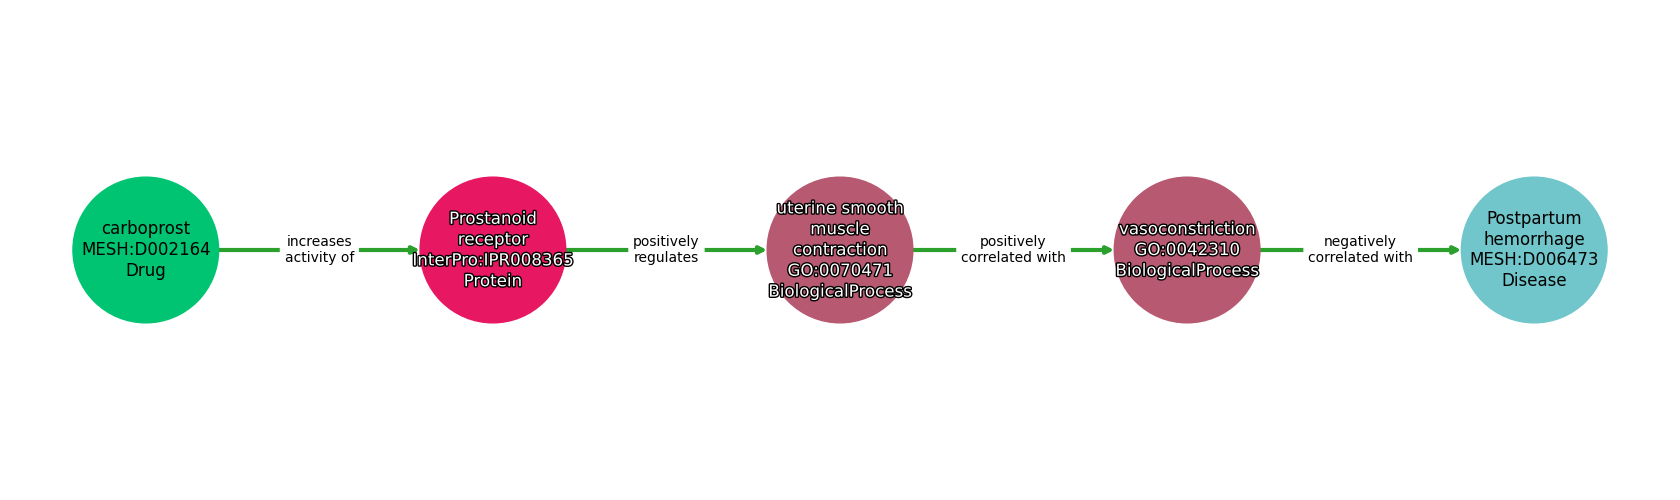 carboprost
MESH:D002164
Drug
increases
activity of
Prostanoid
receptor
InterPro:IPR008365
Protein
positively
regulates
uterine smooth
muscle
contraction
GO:0070471
BiologicalProcess
positively
correlated with
vasoconstriction
GO:0042310
BiologicalProcess
negatively
correlated with
Postpartum
hemorrhage
MESH:D006473
Disease